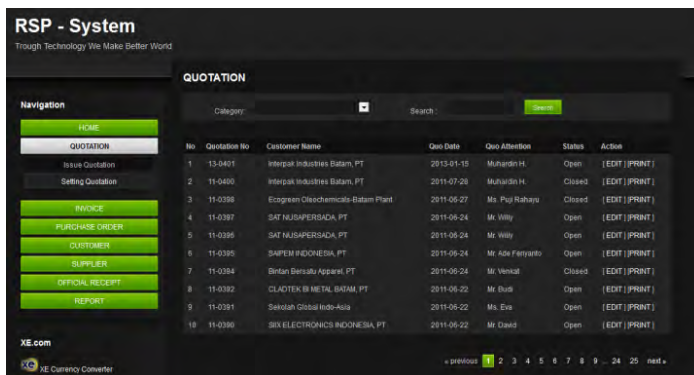 RSP - System
Trough Technology We Make Better World
QUOTATION
Navigation
HOME
QUOTATION
Issue Quotation
Setting Quotation
INVOICE
PURCHASE ORDER
CUSTOMER
SUPPLIER
OFFICIAL RECEIPT
REPORT
XE.com
XE Currency Converter
Category: Search : Search
No Quotation No Customer Name Quo Date Quo Attention Status Action
1 13-0401 Interpak Industries Batam, PT 2013-01-15 Muhardin H. Open [ EDIT ] [PRINT ]
2 11-0400 Interpak Industries Batam, PT 2011-07-28 Muhardin H. Closed [ EDIT ] [PRINT ]
3 11-0398 Ecogreen Oleochemicals-Batam Plant 2011-06-27 Ms. Puji Rahayu Closed [ EDIT ] [PRINT ]
4 11-0397 SAT NUSAPERSADA, PT 2011-06-24 Mr. Willy Open [ EDIT ] [PRINT ]
5 11-0396 SAT NUSAPERSADA, PT 2011-06-24 Mr. Willy Open [ EDIT ] [PRINT ]
6 11-0395 SAIPEM INDONESIA, PT 2011-06-24 Mr. Ade Ferryanto Open [ EDIT ] [PRINT ]
7 11-0394 Bintan Bersatu Apparel, PT 2011-06-24 Mr. Venkat Closed [ EDIT ] [PRINT ]
8 11-0392 CLADTEK BI METAL BATAM, PT 2011-06-22 Mr. Budi Open [ EDIT ] [PRINT ]
9 11-0391 Sekolah Global Indo-Asia 2011-06-22 Ms. Eva Open [ EDIT ] [PRINT ]
10 11-0390 SIIX ELECTRONICS INDONESIA, PT 2011-06-22 Mr. David Open [ EDIT ] [PRINT ]
« previous 1 2 3 4 5 6 7 8 9 ... 24 25 next »